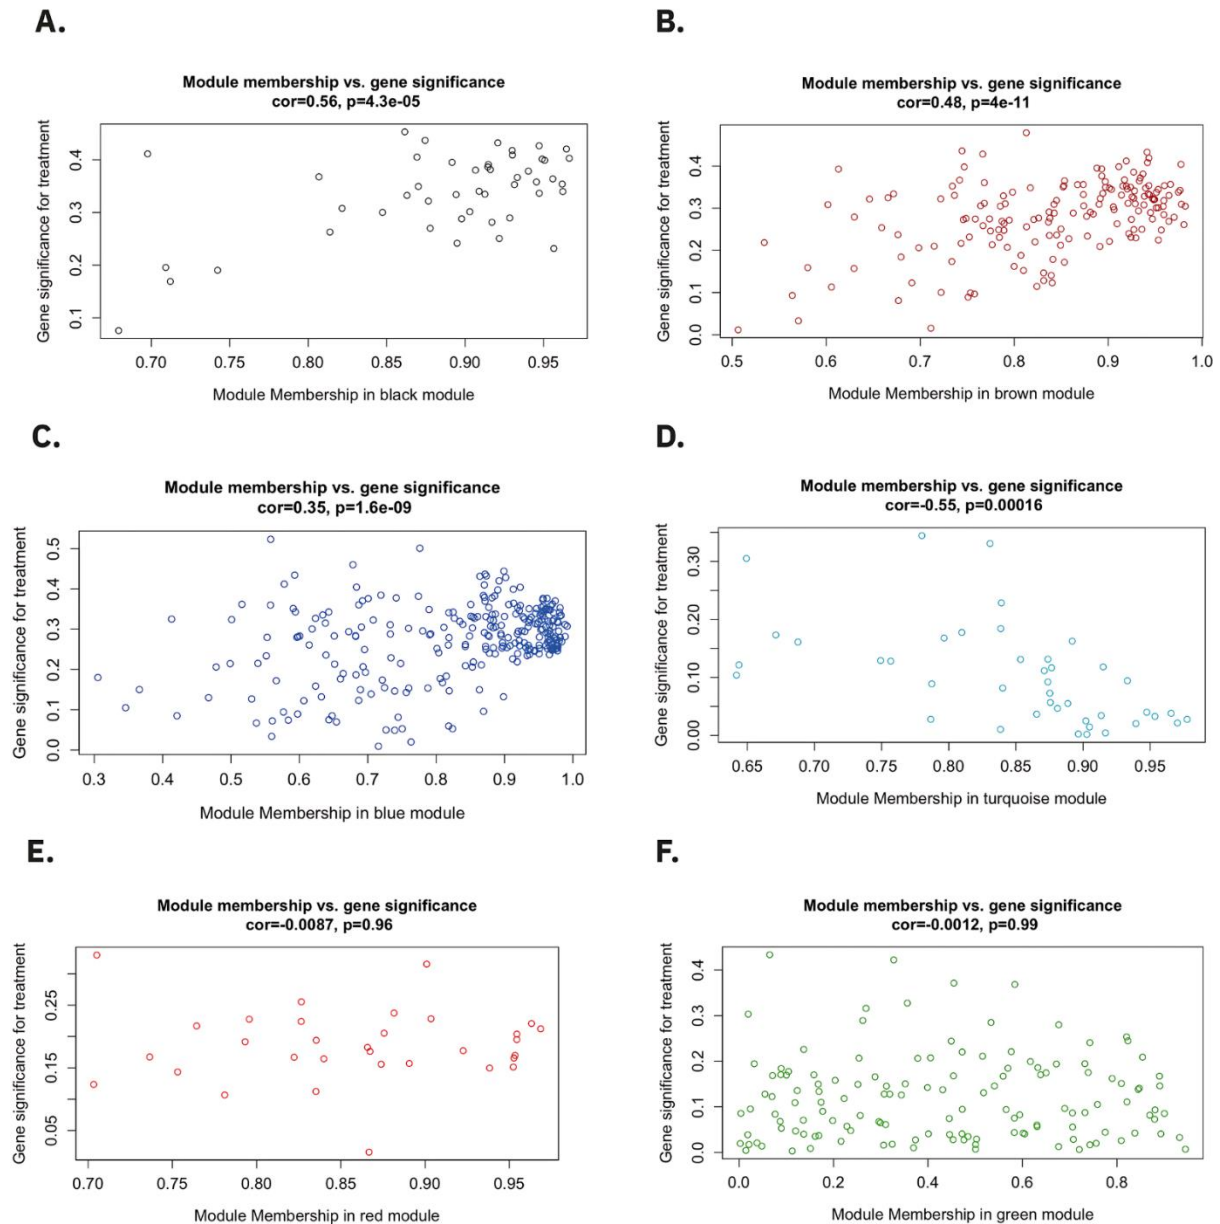 A.
Module membership vs. gene significance
cor=0.56, p=4.3e-05
Gene significance for treatment
0.4
0.3
0.2
0.1
0.70 0.75 0.80 0.85 0.90 0.95
Module Membership in black module
B.
Module membership vs. gene significance
cor=0.48, p=4e-11
Gene significance for treatment
0.4
0.3
0.2
0.1
0.0
0.5 0.6 0.7 0.8 0.9 1.0
Module Membership in brown module
C.
Module membership vs. gene significance
cor=0.35, p=1.6e-09
Gene significance for treatment
0.5
0.4
0.3
0.2
0.1
0.0
0.3 0.4 0.5 0.6 0.7 0.8 0.9 1.0
Module Membership in blue module
D.
Module membership vs. gene significance
cor=-0.55, p=0.00016
Gene significance for treatment
0.30
0.20
0.10
0.00
0.65 0.70 0.75 0.80 0.85 0.90 0.95
Module Membership in turquoise module
E.
Module membership vs. gene significance
cor=-0.0087, p=0.96
Gene significance for treatment
0.25
0.15
0.05
0.70 0.75 0.80 0.85 0.90 0.95
Module Membership in red module
F.
Module membership vs. gene significance
cor=-0.0012, p=0.99
Gene significance for treatment
0.4
0.3
0.2
0.1
0.0
0.0 0.2 0.4 0.6 0.8
Module Membership in green module